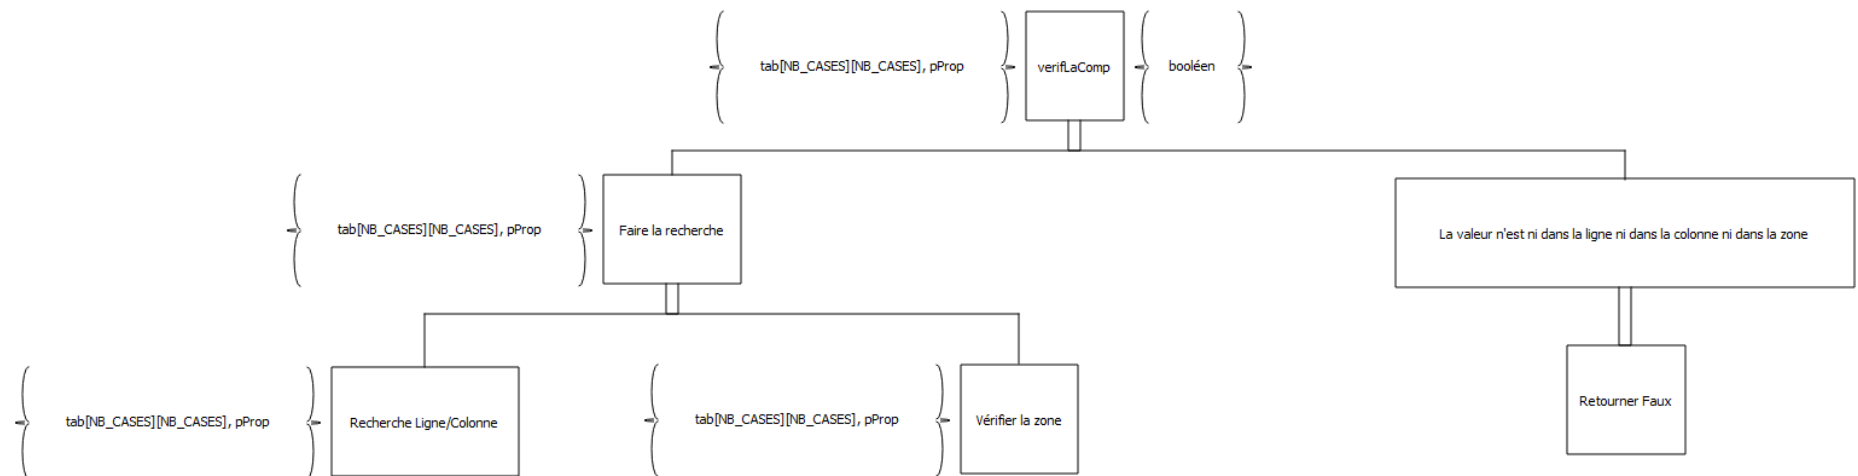 tab[NB_CASES][NB_CASES], pProp
verifLaComp
booléen
tab[NB_CASES][NB_CASES], pProp
Faire la recherche
La valeur n'est ni dans la ligne ni dans la colonne ni dans la zone
tab[NB_CASES][NB_CASES], pProp
Recherche Ligne/Colonne
tab[NB_CASES][NB_CASES], pProp
Vérifier la zone
Retourner Faux